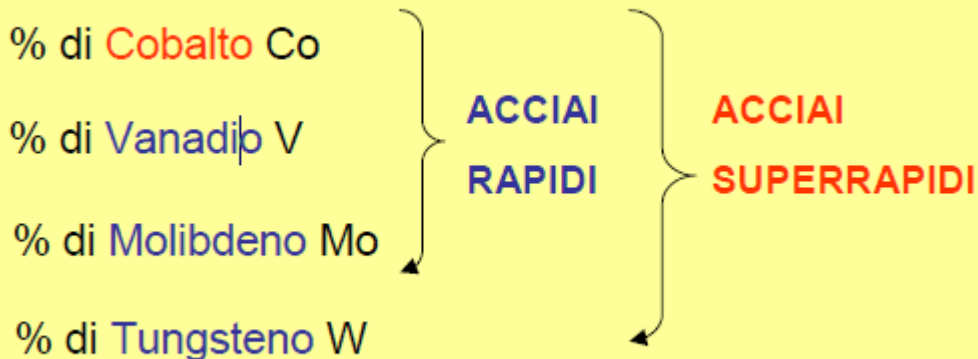 % di Cobalto Co
% di Vanadio V
% di Molibdeno Mo
% di Tungsteno W
ACCIAI
RAPIDI
ACCIAI
SUPERRAPIDI